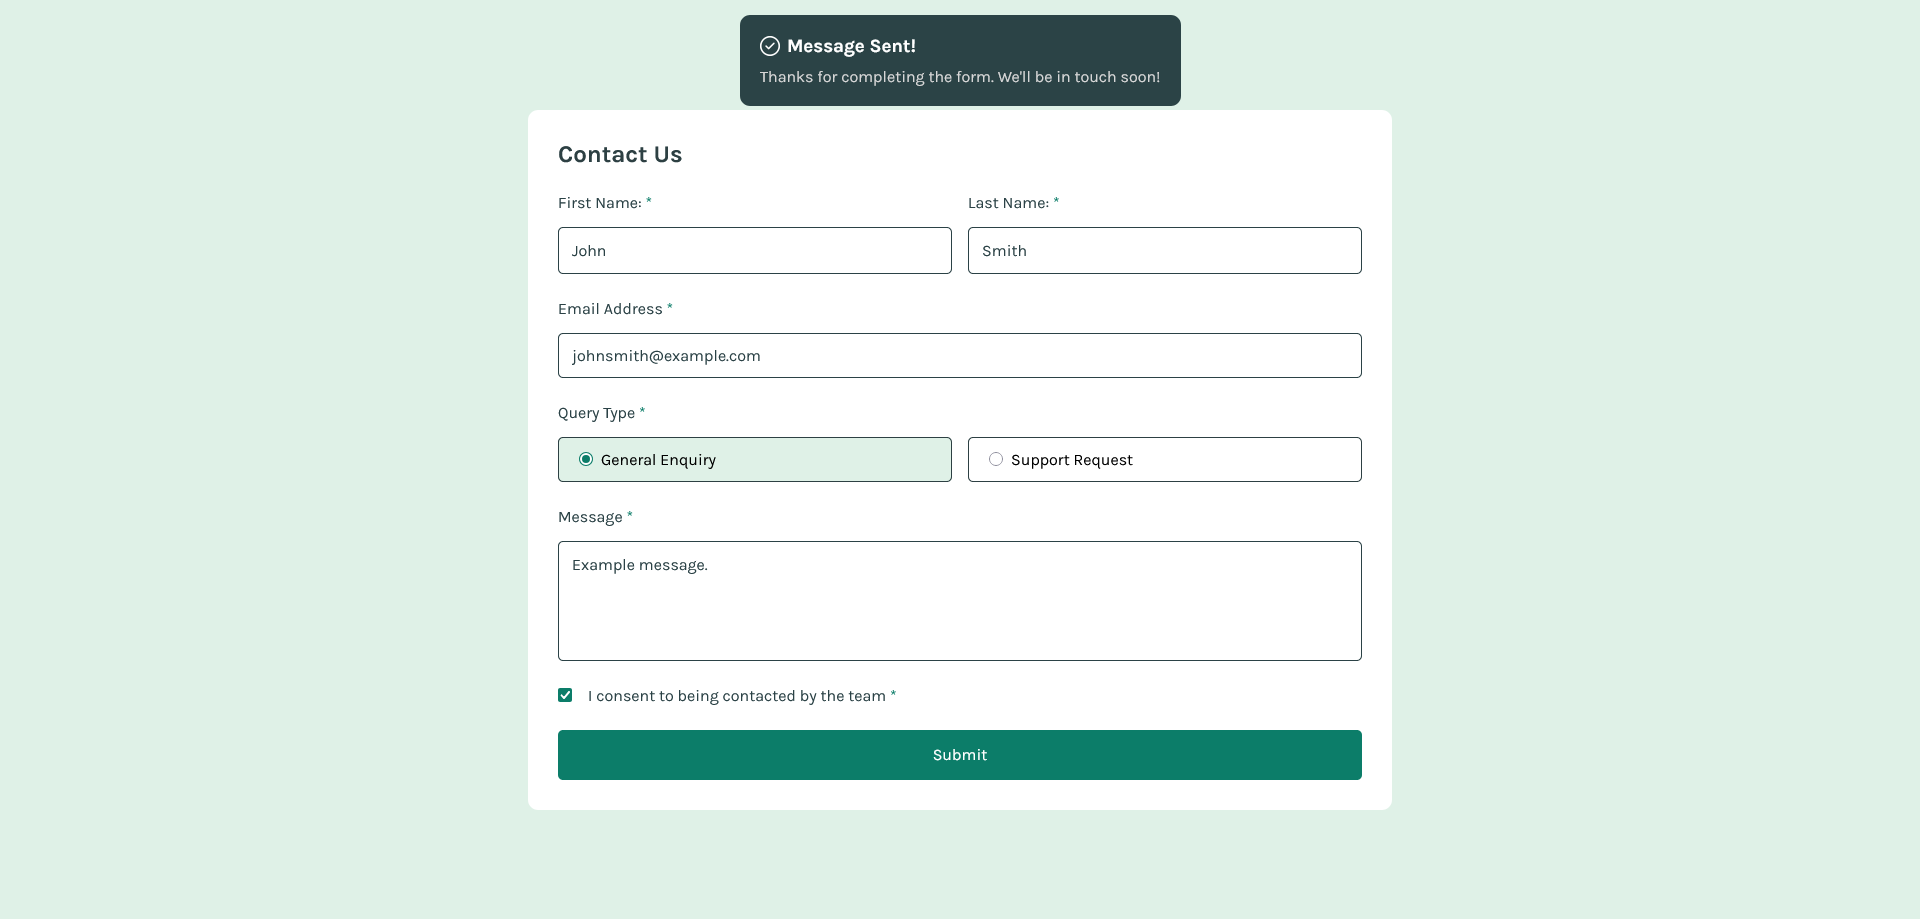 Message Sent!
Thanks for completing the form. We'll be in touch soon!
Contact Us
First Name: *
Last Name: *
John
Smith
Email Address *
johnsmith@example.com
Query Type *
General Enquiry
Support Request
Message *
Example message.
I consent to being contacted by the team *
Submit